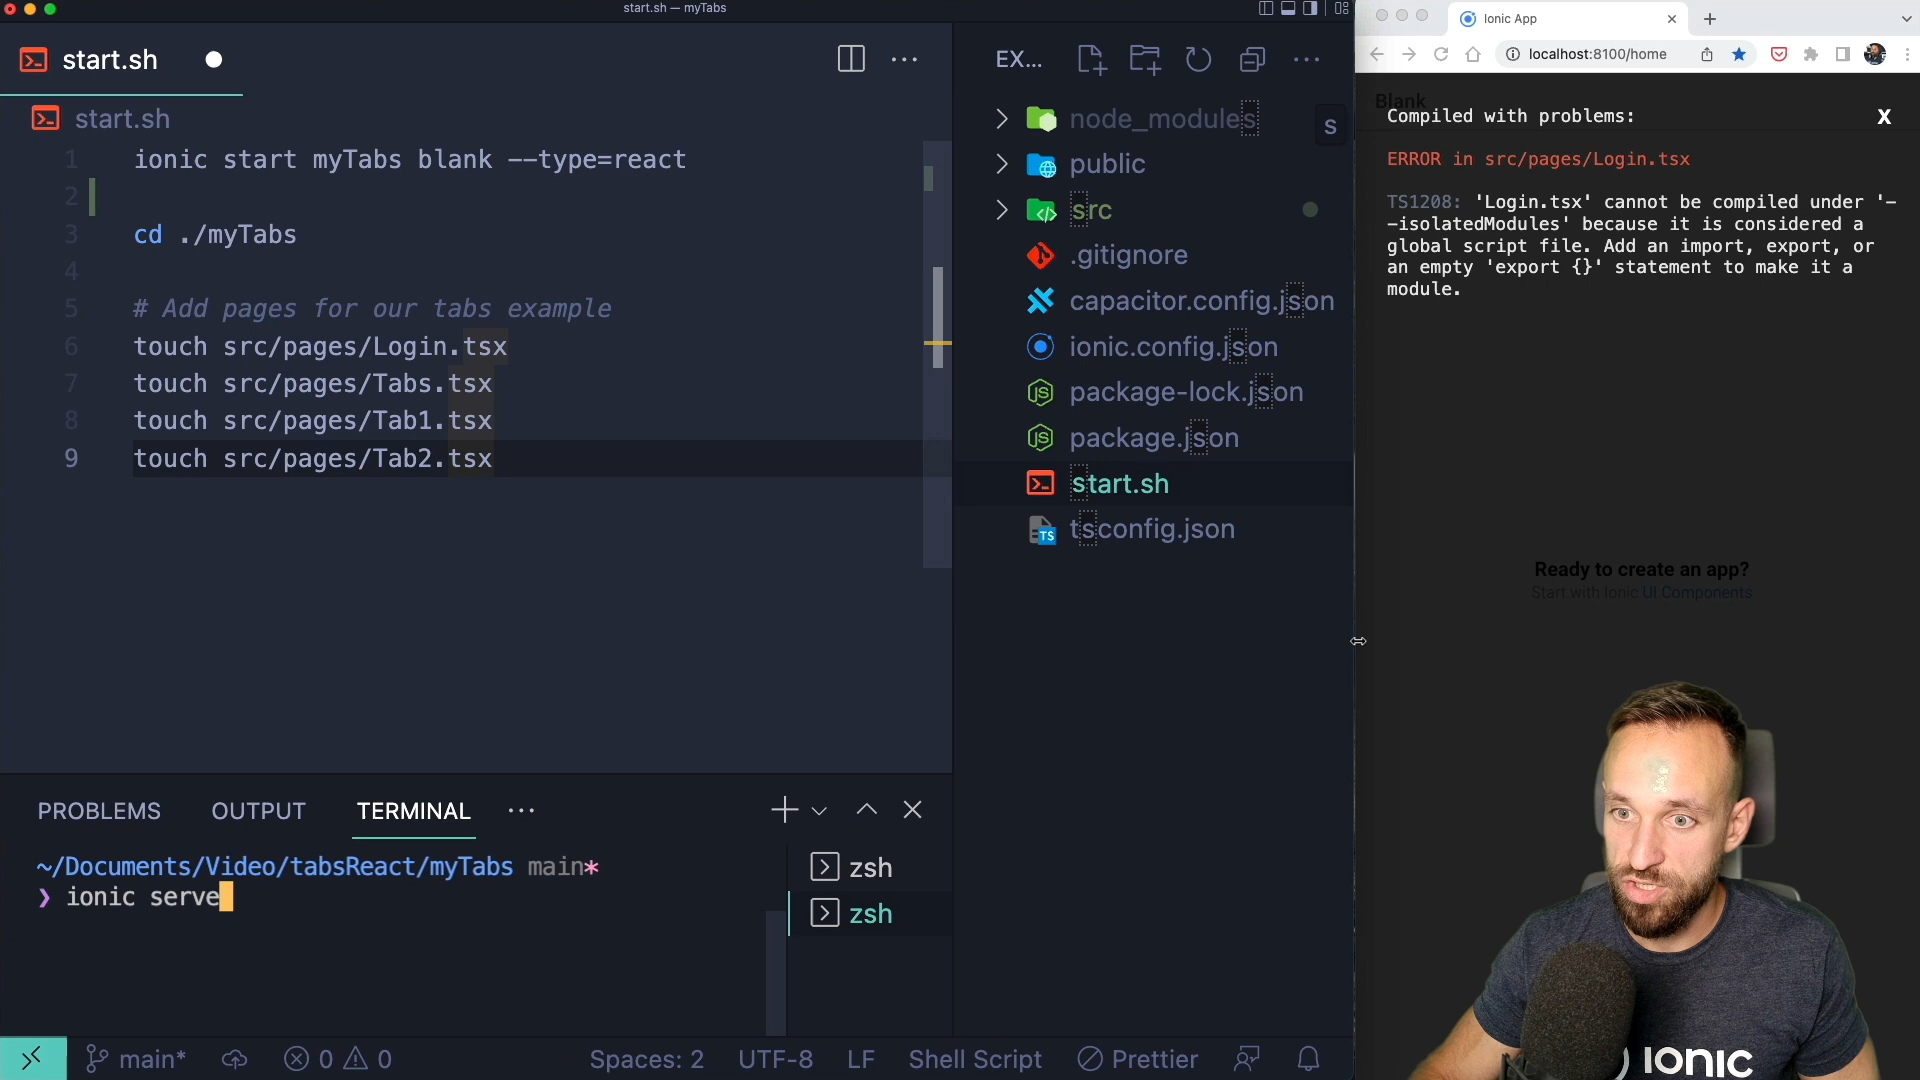 start.sh — myTabs
start.sh
start.sh
1 ionic start myTabs blank --type=react
2
3 cd ./myTabs
4
5 # Add pages for our tabs example
6 touch src/pages/Login.tsx
7 touch src/pages/Tabs.tsx
8 touch src/pages/Tab1.tsx
9 touch src/pages/Tab2.tsx
EX...
node_modules
s
public
src
.gitignore
capacitor.config.json
ionic.config.json
package-lock.json
package.json
start.sh
tsconfig.json
PROBLEMS OUTPUT TERMINAL
~/Documents/Video/tabsReact/myTabs main*
❯ ionic serve
zsh
zsh
main* 0 0 Spaces: 2 UTF-8 LF Shell Script Prettier
Ionic App
localhost:8100/home
Blank
Compiled with problems: X
ERROR in src/pages/Login.tsx
TS1208: 'Login.tsx' cannot be compiled under '-
-isolatedModules' because it is considered a
global script file. Add an import, export, or
an empty 'export {}' statement to make it a
module.
Ready to create an app?
Start with Ionic UI Components
IONIC